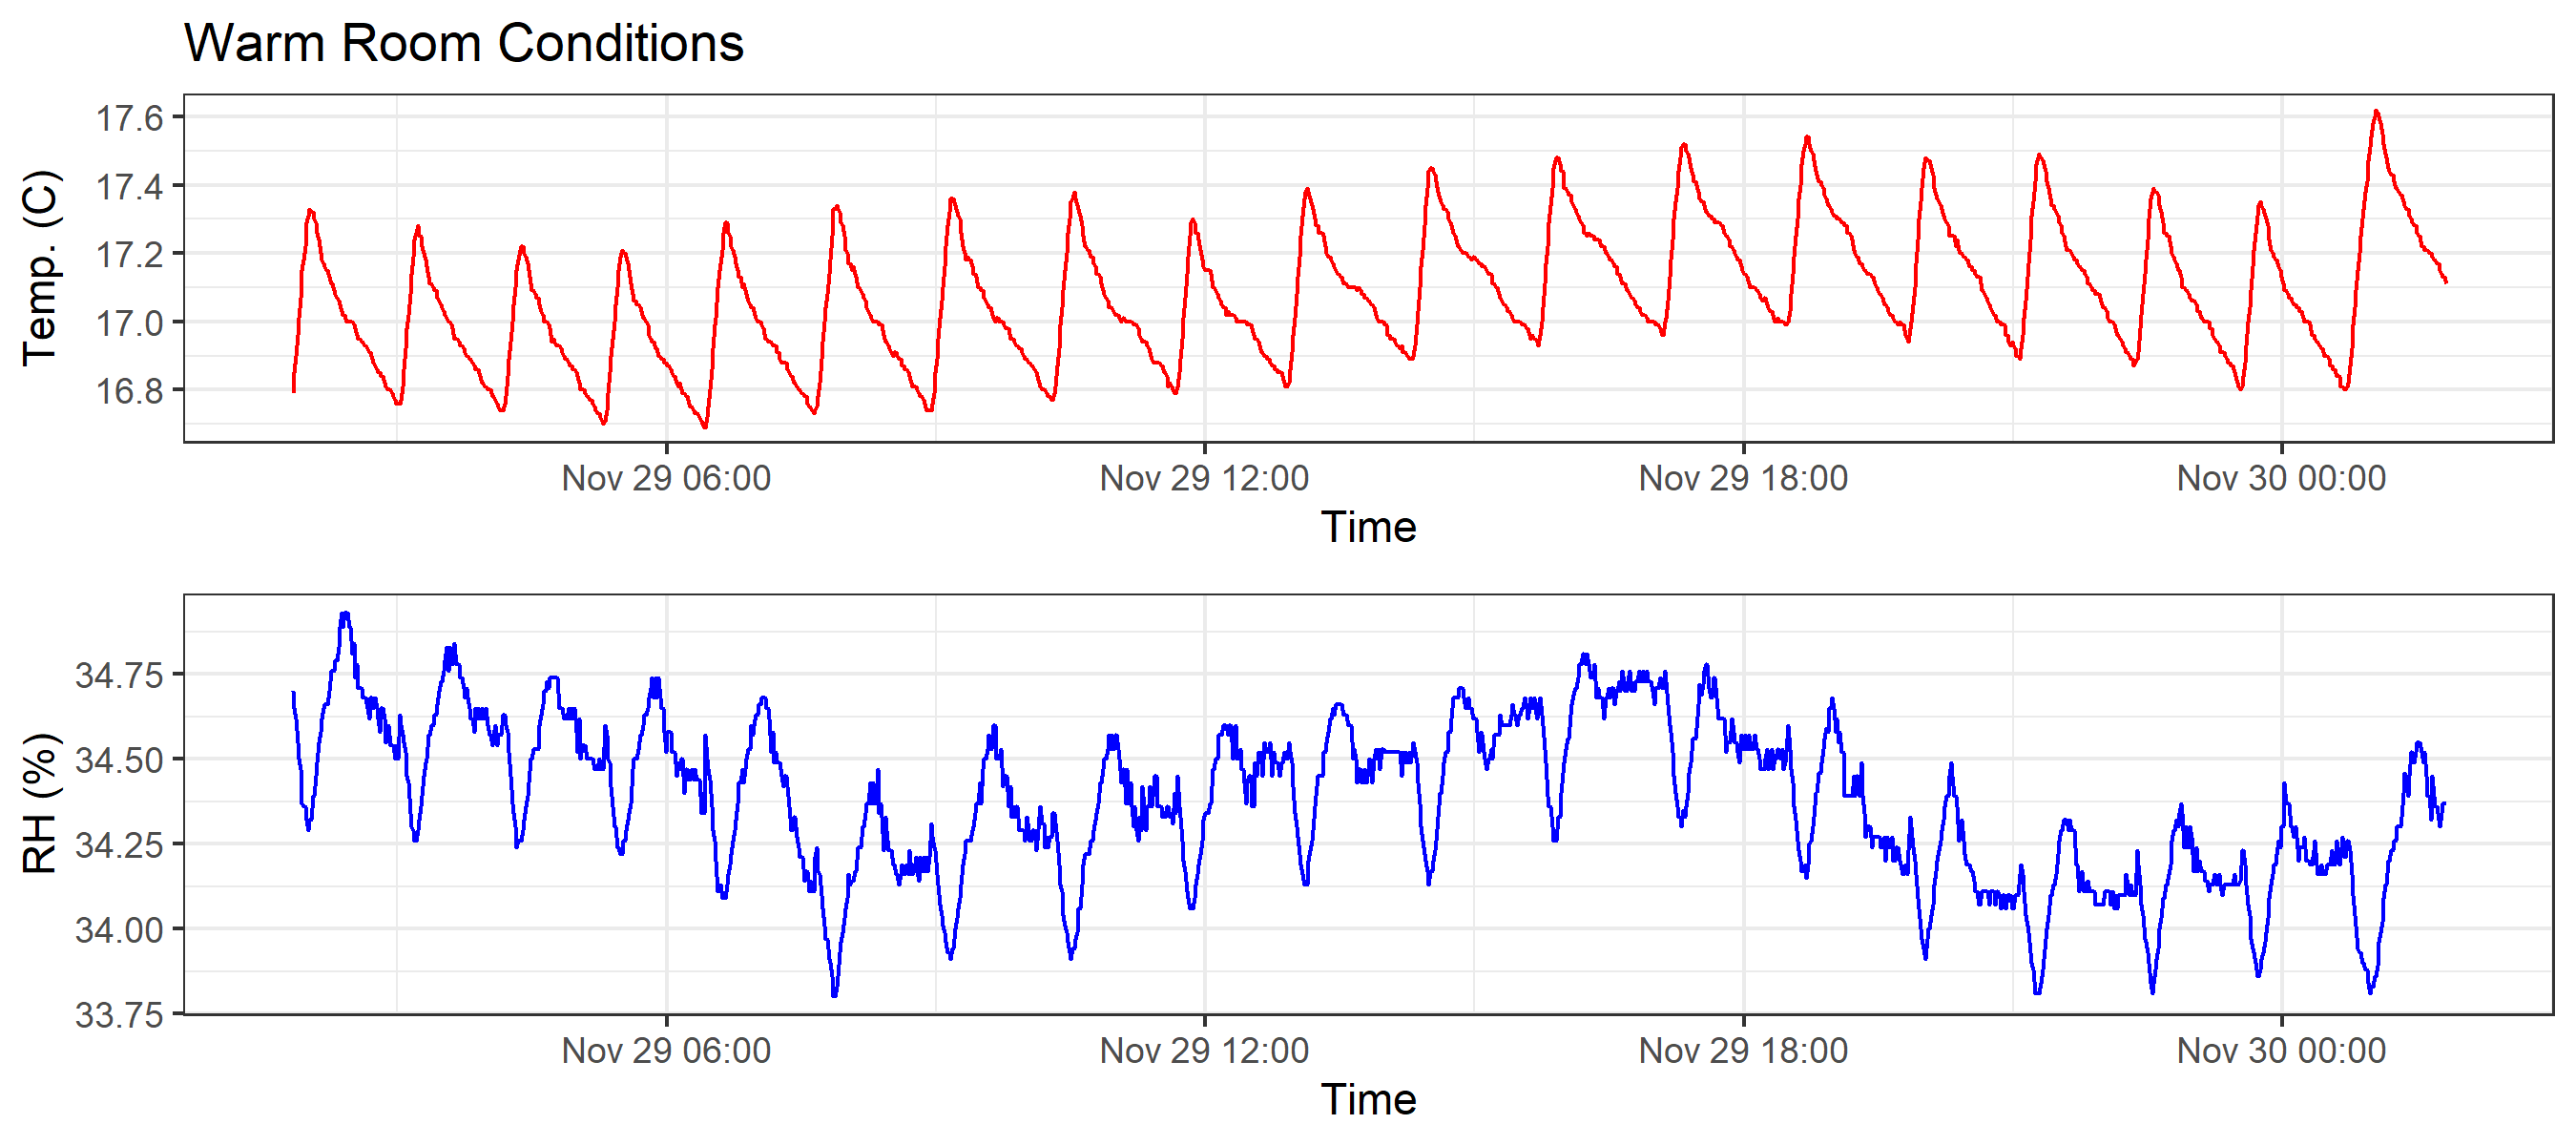 Warm Room Conditions
Temp. (C)
17.6
17.4
17.2
17.0
16.8
Nov 29 06:00 Nov 29 12:00 Nov 29 18:00 Nov 30 00:00
Time
RH (%)
34.75
34.50
34.25
34.00
33.75
Nov 29 06:00 Nov 29 12:00 Nov 29 18:00 Nov 30 00:00
Time